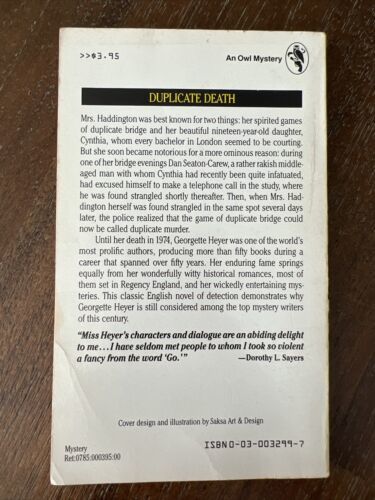 >>$3.95
An Owl Mystery
DUPLICATE DEATH
Mrs. Haddington was best known for two things: her spirited games
of duplicate bridge and her beautiful nineteen-year-old daughter,
Cynthia, whom every bachelor in London seemed to be courting.
But she soon became notorious for a more ominous reason: during
one of her bridge evenings Dan Seaton-Carew, a rather rakish middle-
aged man with whom Cynthia had recently been quite infatuated,
had excused himself to make a telephone call in the study, where
he was found strangled shortly thereafter. Then, when Mrs. Had-
dington herself was found strangled in the same spot several days
later, the police realized that the game of duplicate bridge could
now be called duplicate murder.
Until her death in 1974, Georgette Heyer was one of the world's
most prolific authors, producing more than fifty books during a
career that spanned over fifty years. Her enduring fame springs
equally from her wonderfully witty historical romances, most of
them set in Regency England, and her wickedly entertaining mys-
teries. This classic English novel of detection demonstrates why
Georgette Heyer is still considered among the top mystery writers
of this century.
"Miss Heyer's characters and dialogue are an abiding delight
to me...I have seldom met people to whom I took so violent
a fancy from the word 'Go.'"
—Dorothy L. Sayers
Cover design and illustration by Saksa Art & Design
Mystery
Ret:0785:000395:00
ISBN 0-03-003299-7